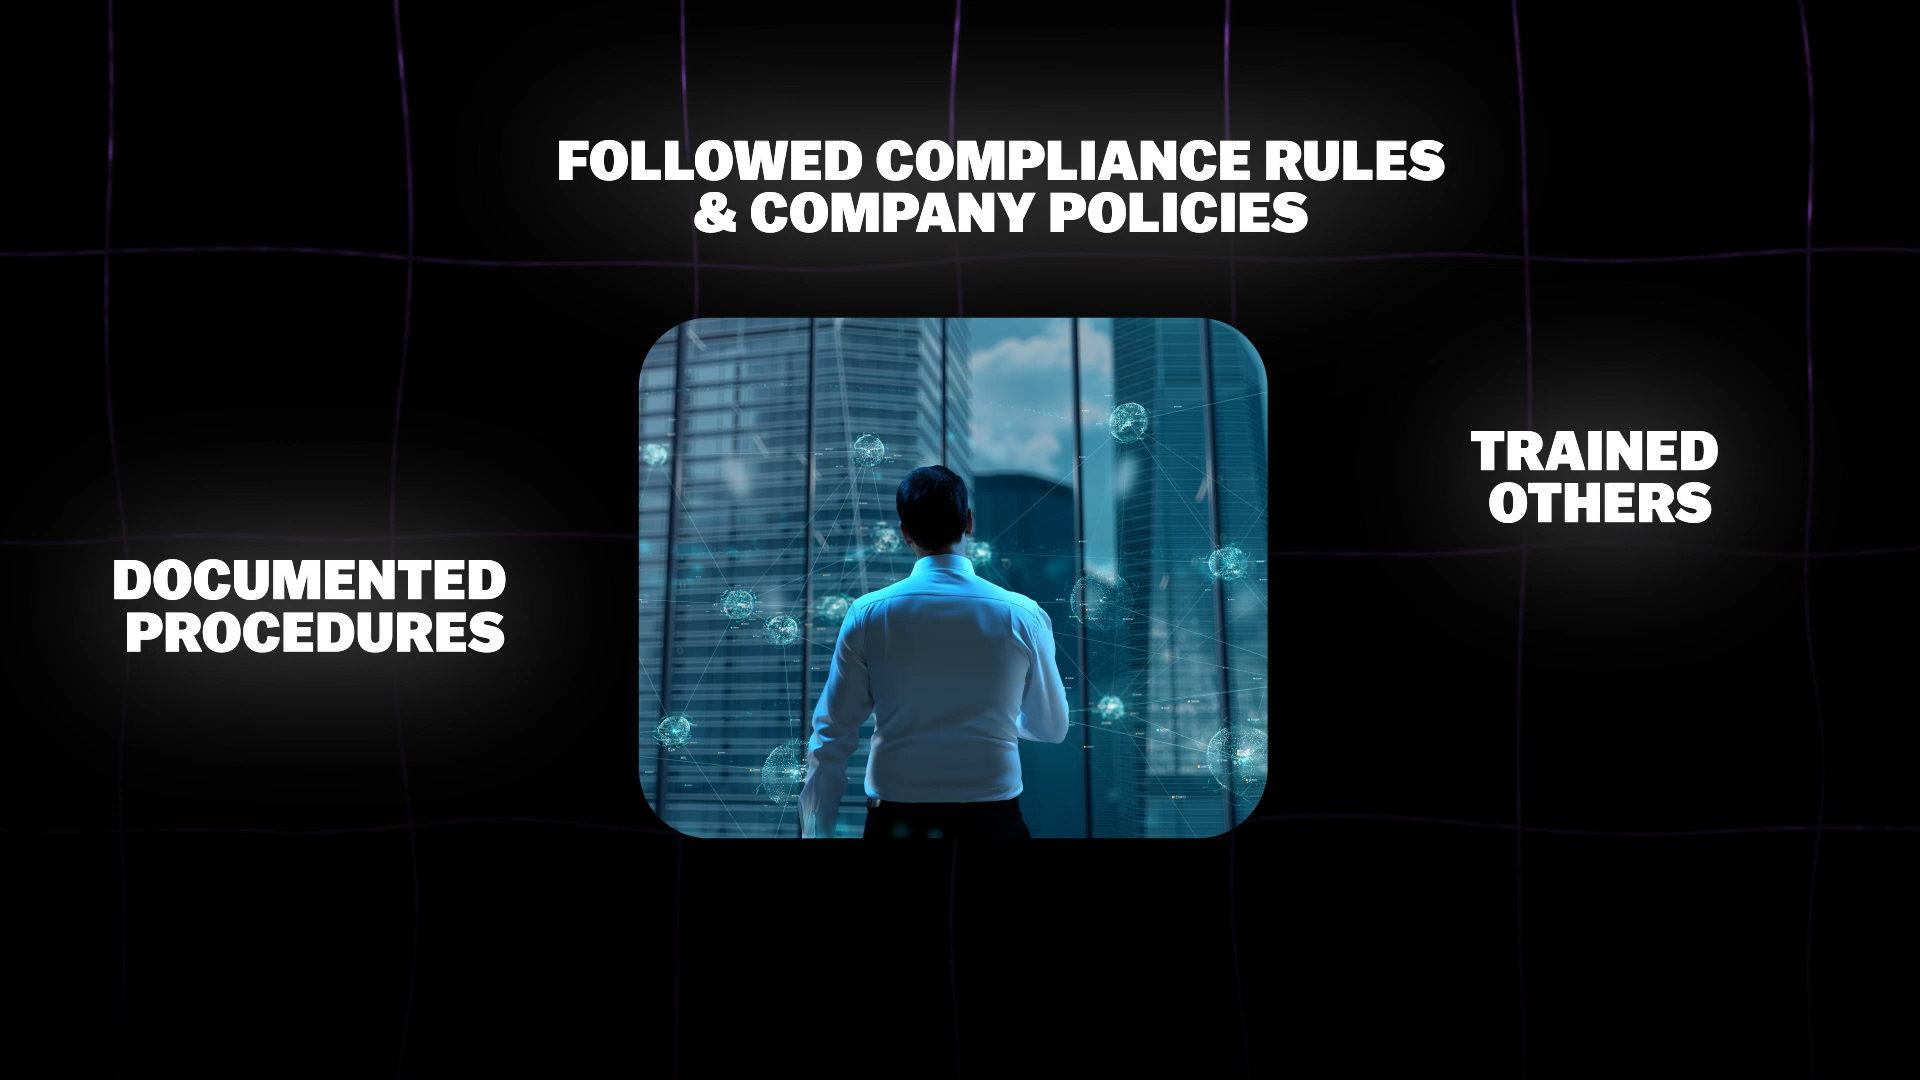 FOLLOWED COMPLIANCE RULES
& COMPANY POLICIES
TRAINED
OTHERS
DOCUMENTED
PROCEDURES